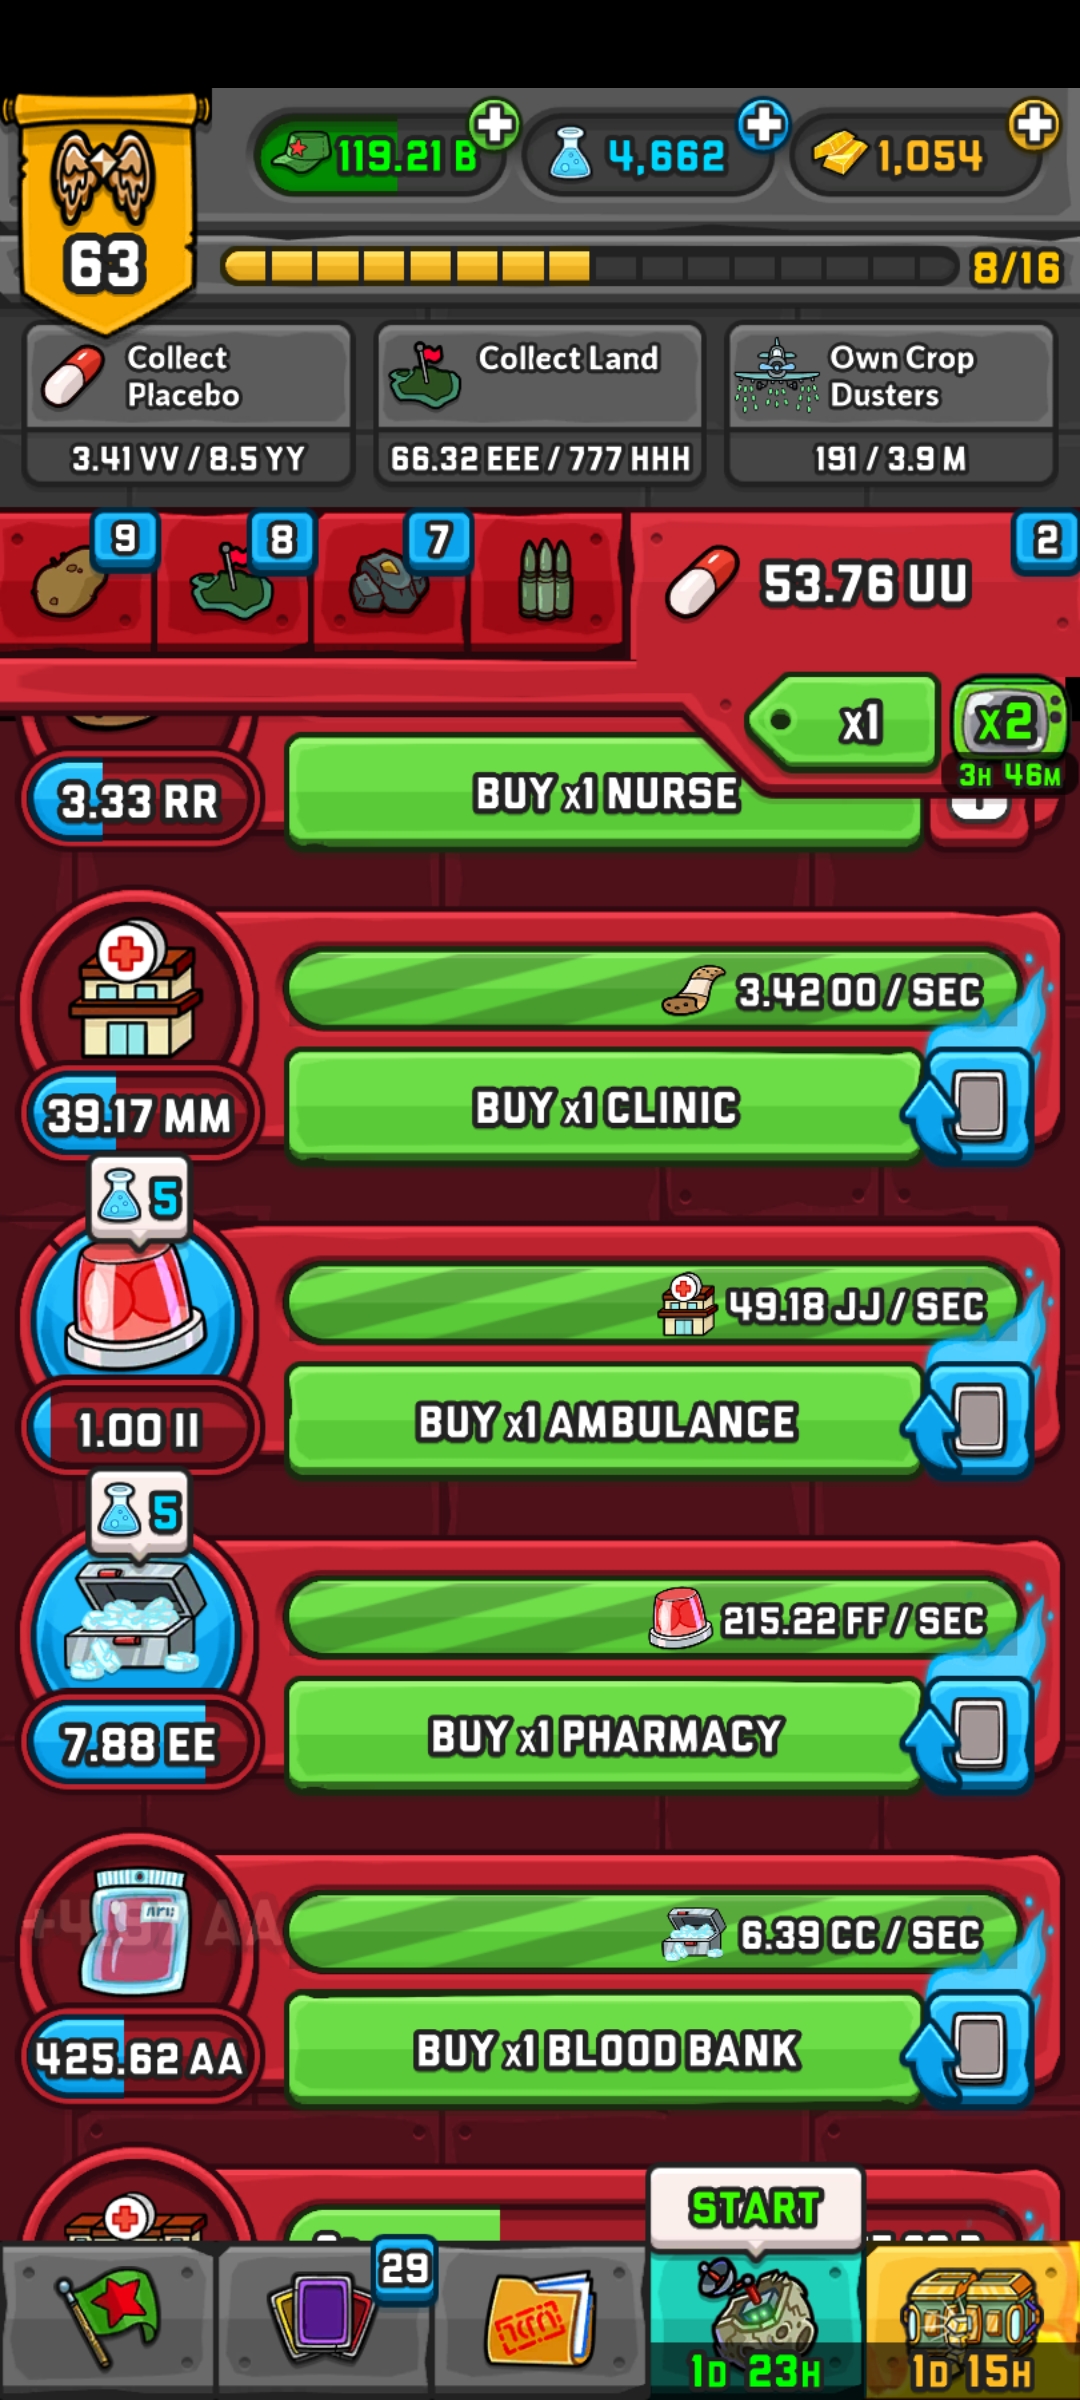 119.21 B
4,662
1,054
63
8/16
Collect
Placebo
3.41 VV / 8.5 YY
Collect Land
66.32 EEE / 777 HHH
Own Crop
Dusters
191 / 3.9 M
9
8
7
53.76 UU
2
x1
x2
3H 46M
3.33 RR
BUY x1 NURSE
3.42 OO / SEC
39.17 MM
BUY x1 CLINIC
5
49.18 JJ / SEC
1.00 II
BUY x1 AMBULANCE
5
215.22 FF / SEC
7.88 EE
BUY x1 PHARMACY
6.39 CC / SEC
425.62 AA
BUY x1 BLOOD BANK
START
29
1D 23H
1D 15H